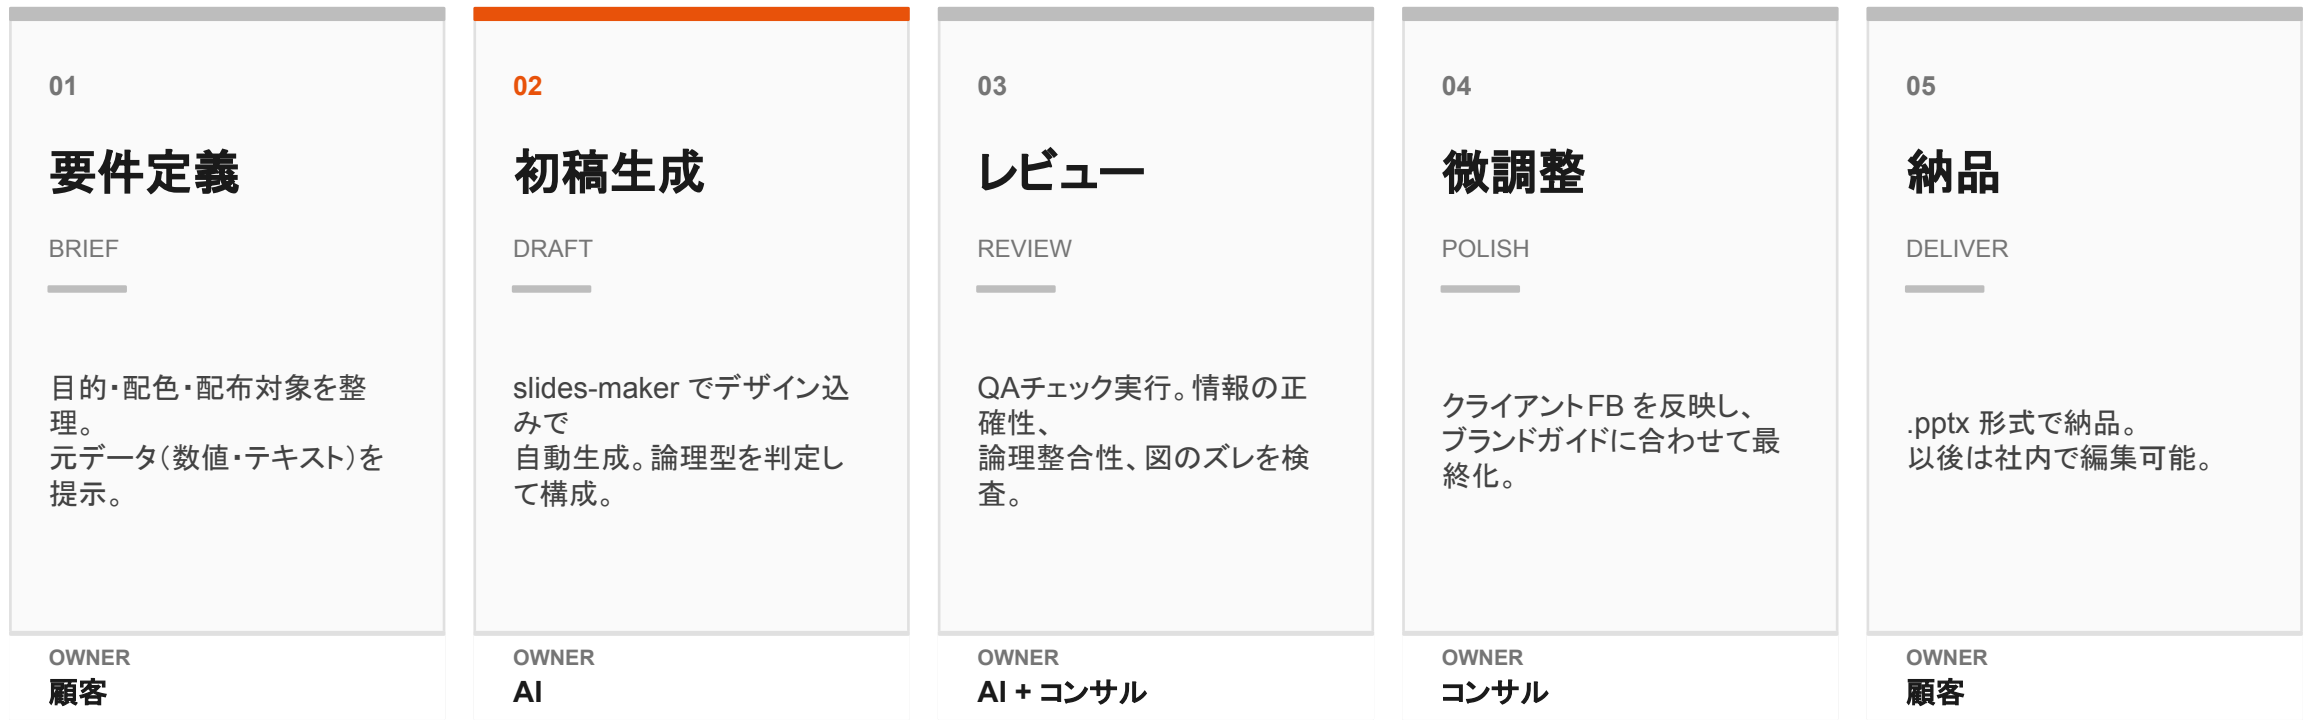 01
要件定義
BRIEF
目的・配色・配布対象を整
理。
元データ（数値・テキスト）を
提示。
OWNER
顧客
02
初稿生成
DRAFT
slides-maker でデザイン込
みで
自動生成。論理型を判定し
て構成。
OWNER
AI
03
レビュー
REVIEW
QAチェック実行。情報の正
確性、
論理整合性、図のズレを検
査。
OWNER
AI + コンサル
04
微調整
POLISH
クライアントFB を反映し、
ブランドガイドに合わせて最
終化。
OWNER
コンサル
05
納品
DELIVER
.pptx 形式で納品。
以後は社内で編集可能。
OWNER
顧客